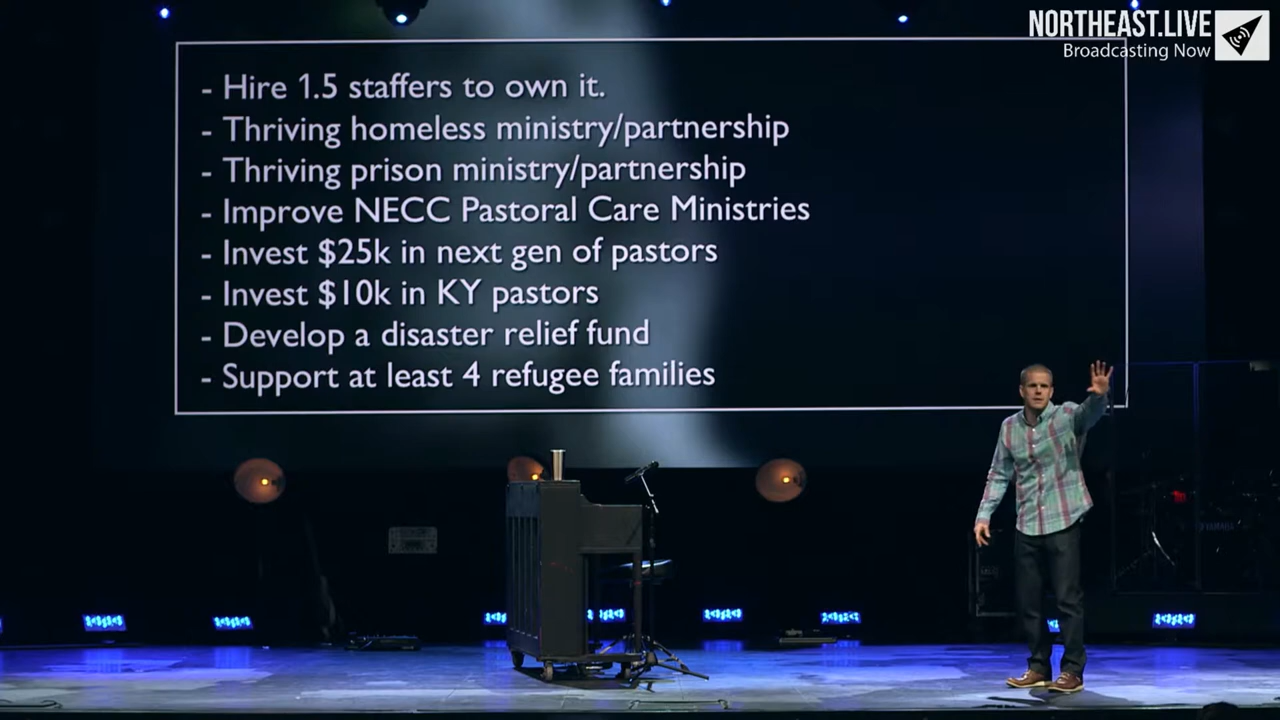 NORTHEAST.LIVE
Broadcasting Now
- Hire 1.5 staffers to own it.
- Thriving homeless ministry/partnership
- Thriving prison ministry/partnership
- Improve NECC Pastoral Care Ministries
- Invest $25k in next gen of pastors
- Invest $10k in KY pastors
- Develop a disaster relief fund
- Support at least 4 refugee families
YAMAHA